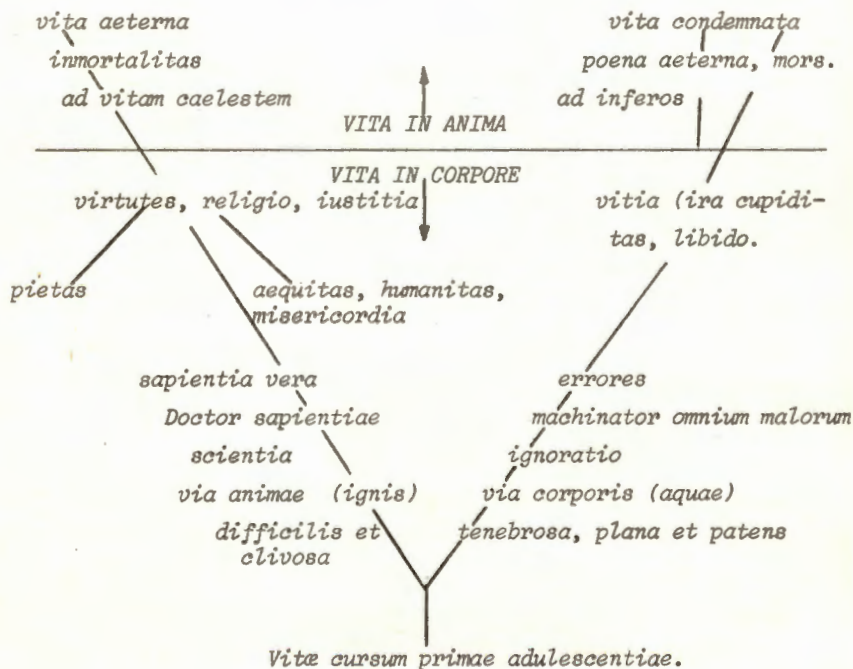 vita aeterna vita condemnata
inmortalitas poena aeterna, mors.
ad vitam caelestem ad inferos
VITA IN ANIMA
VITA IN CORPORE
virtutes, religio, iustitia vitia (ira cupidi-
tas, libido.
pietas aequitas, humanitas,
misericordia
sapientia vera errores
Doctor sapientiae machinator omnium malorum
scientia ignoratio
via animae (ignis) via corporis (aquae)
difficilis et tenebrosa, plana et patens
clivosa
Vitæ cursum primae adulescentiae.